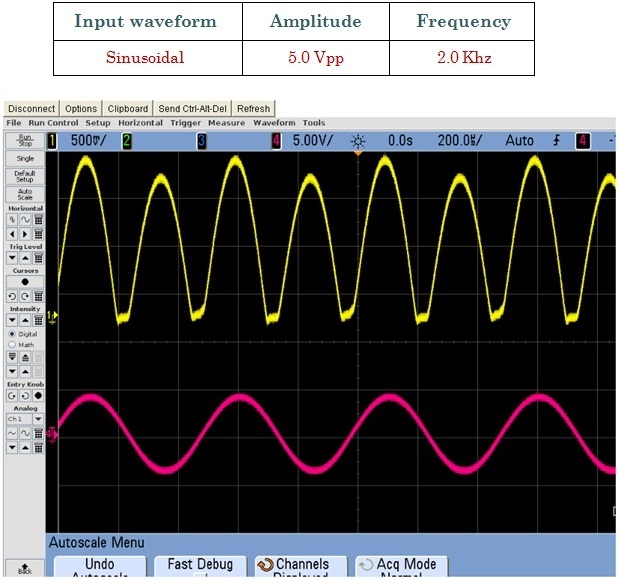 Input waveform Amplitude Frequency
Sinusoidal 5.0 Vpp 2.0 Khz
Disconnect Options Clipboard Send Ctrl-Alt-Del Refresh
File Run Control Setup Horizontal Trigger Measure Waveform Tools
Run
Stop
1 500▽/ 2 3 4 5.00V/ 0.0s 200.0µ/ Auto 4
Single
Default
Setup
Auto
Scale
Horizontal
Trig Level
Cursors
Intensity
Digital
Math
Entry Knob
Analog
Ch 1
Back
Autoscale Menu
Undo
Autoscale
Fast Debug
Channels
Displayed
Acq Mode
Normal